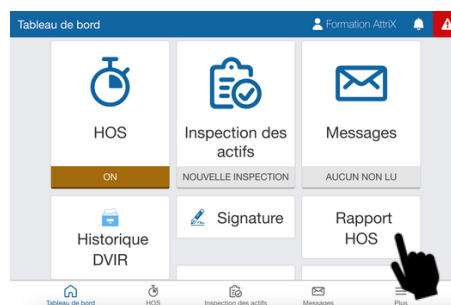 Tableau de bord
Formation AttriX
HOS
ON
Inspection des
actifs
NOUVELLE INSPECTION
Messages
AUCUN NON LU
Historique
DVIR
Signature
Rapport
HOS
Tableau de bord
HOS
Inspection des actifs
Messages
Plus